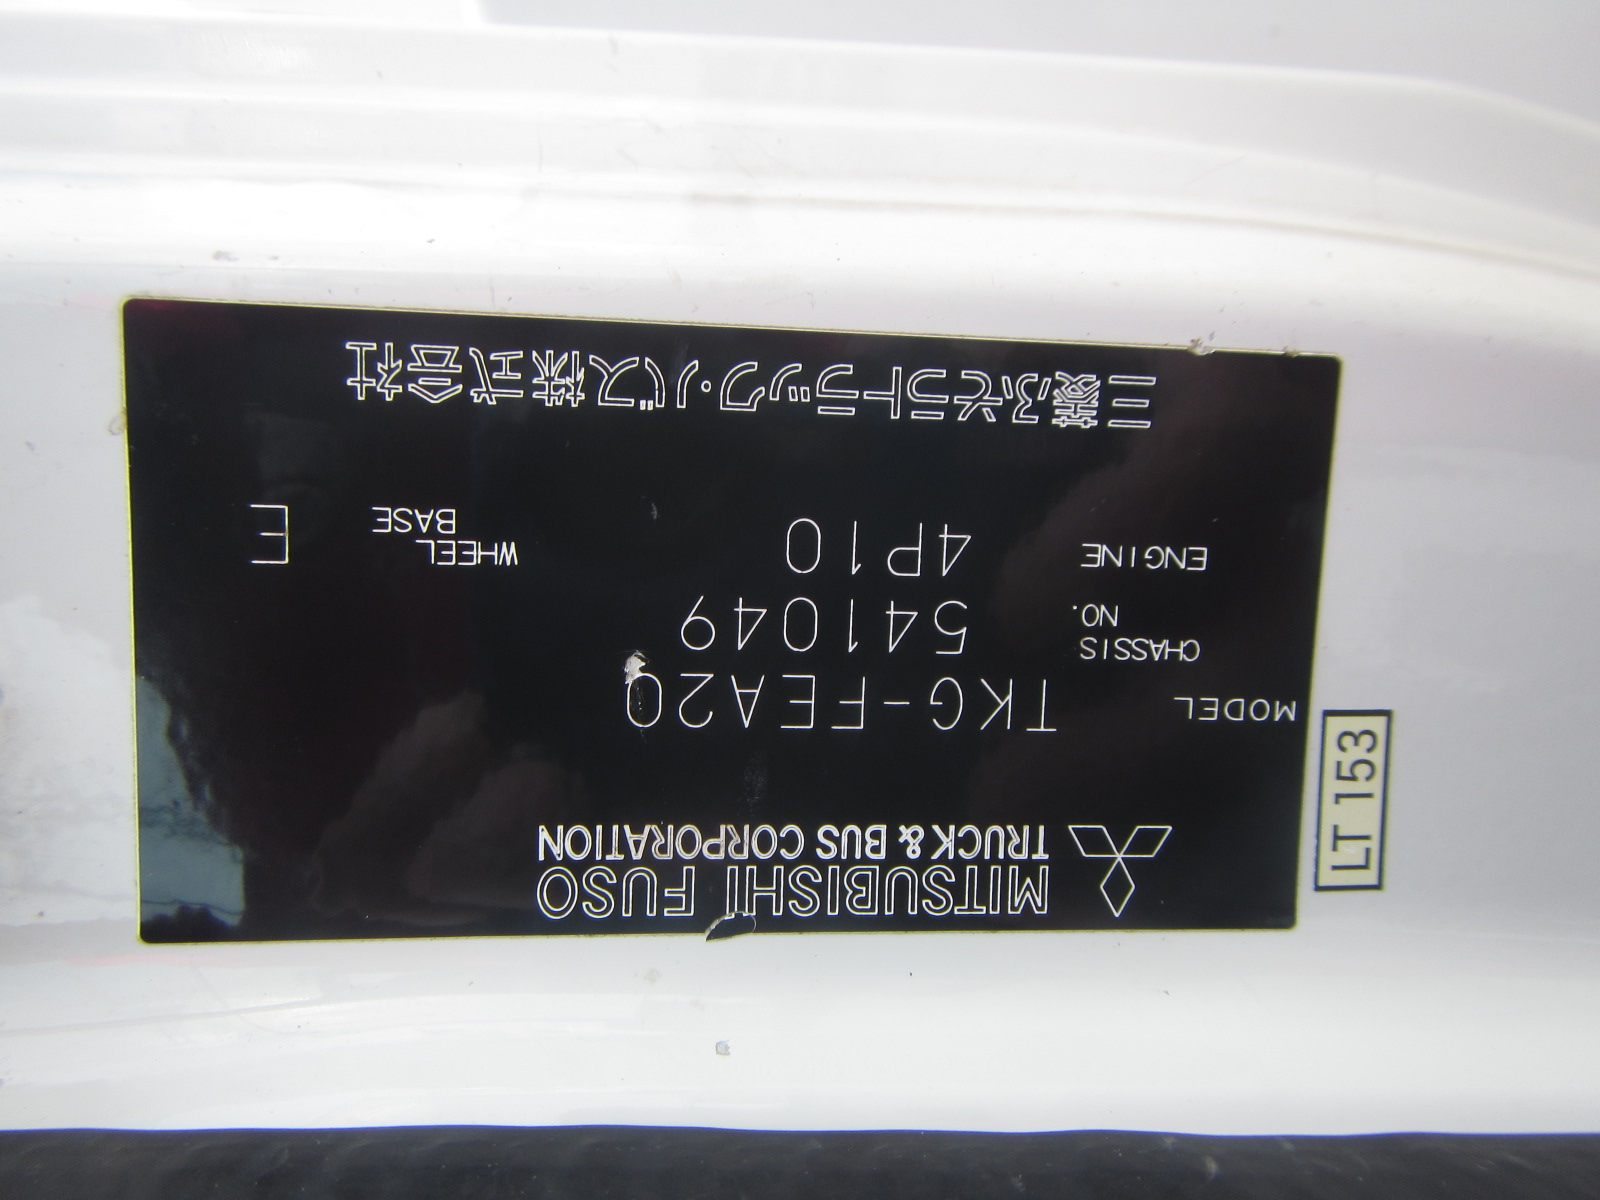 MITSUBISHI FUSO
TRUCK & BUS CORPORATION
MODEL TKG-FEA20
CHASSIS NO. 541049
ENGINE 4P10 WHEEL BASE E
三菱ふそうトラック・バス株式会社
LT 153